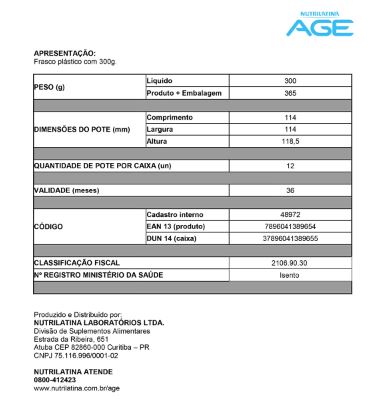 NUTRILATINA
AGE
APRESENTAÇÃO:
Frasco plástico com 300g.
PESO (g)
Líquido 300
Produto + Embalagem 365
DIMENSÕES DO POTE (mm)
Comprimento 114
Largura 114
Altura 118,5
QUANTIDADE DE POTE POR CAIXA (un) 12
VALIDADE (meses) 36
CÓDIGO
Cadastro interno 48972
EAN 13 (produto) 7896041389654
DUN 14 (caixa) 37896041389655
CLASSIFICAÇÃO FISCAL 2106.90.30
Nº REGISTRO MINISTÉRIO DA SAÚDE Isento
Produzido e Distribuído por:
NUTRILATINA LABORATÓRIOS LTDA.
Divisão de Suplementos Alimentares
Estrada da Ribeira, 651
Atuba CEP 82860-000 Curitiba – PR
CNPJ 75.116.996/0001-02
NUTRILATINA ATENDE
0800-412423
www.nutrilatina.com.br/age